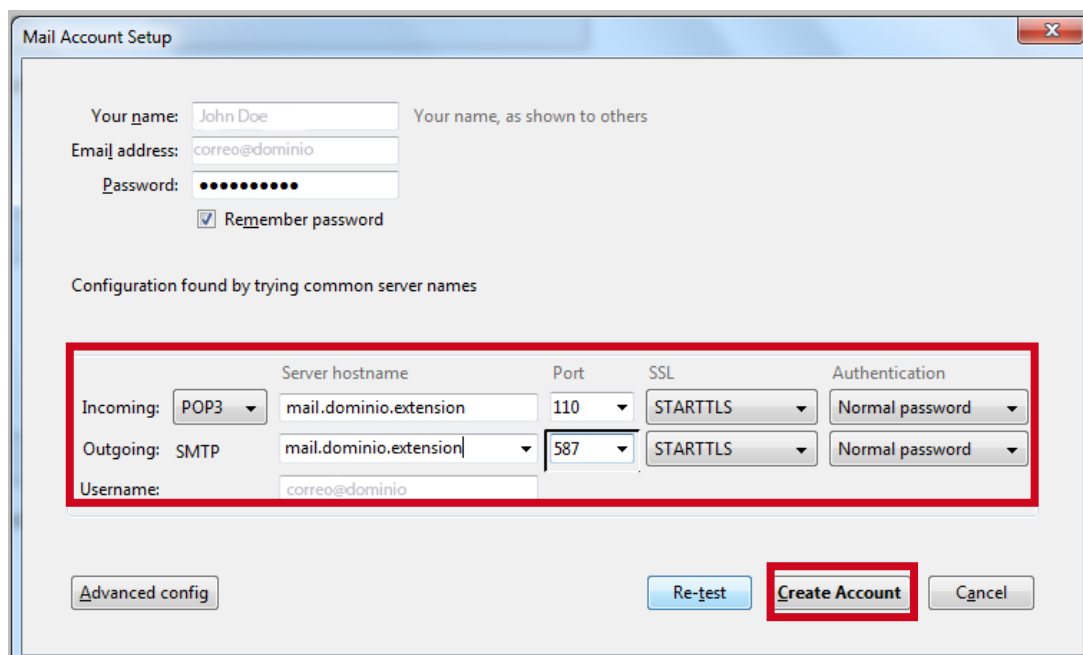 Mail Account Setup
Your name: John Doe Your name, as shown to others
Email address: correo@dominio
Password: ••••••••••
Remember password
Configuration found by trying common server names
Server hostname Port SSL Authentication
Incoming: POP3 mail.dominio.extension 110 STARTTLS Normal password
Outgoing: SMTP mail.dominio.extension 587 STARTTLS Normal password
Username: correo@dominio
Advanced config Re-test Create Account Cancel